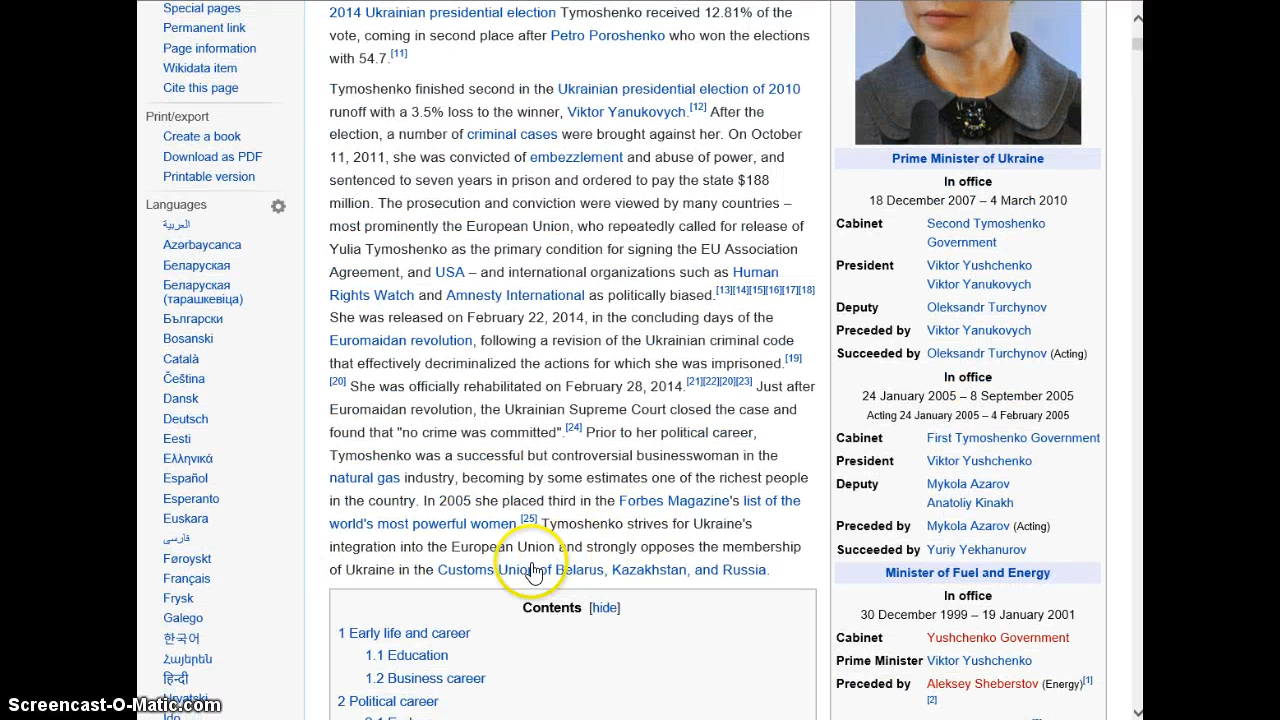 Special pages
Permanent link
Page information
Wikidata item
Cite this page
Print/export
Create a book
Download as PDF
Printable version
Languages
العربية
Azərbaycanca
Беларуская
Беларуская
(тарашкевіца)
Български
Bosanski
Català
Čeština
Dansk
Deutsch
Eesti
Ελληνικά
Español
Esperanto
Euskara
فارسی
Føroyskt
Français
Frysk
Galego
한국어
Հայերեն
हिन्दी
Hrvatski
Ido
2014 Ukrainian presidential election Tymoshenko received 12.81% of the
vote, coming in second place after Petro Poroshenko who won the elections
with 54.7.[11]
Tymoshenko finished second in the Ukrainian presidential election of 2010
runoff with a 3.5% loss to the winner, Viktor Yanukovych.[12] After the
election, a number of criminal cases were brought against her. On October
11, 2011, she was convicted of embezzlement and abuse of power, and
sentenced to seven years in prison and ordered to pay the state $188
million. The prosecution and conviction were viewed by many countries –
most prominently the European Union, who repeatedly called for release of
Yulia Tymoshenko as the primary condition for signing the EU Association
Agreement, and USA – and international organizations such as Human
Rights Watch and Amnesty International as politically biased.[13][14][15][16][17][18]
She was released on February 22, 2014, in the concluding days of the
Euromaidan revolution, following a revision of the Ukrainian criminal code
that effectively decriminalized the actions for which she was imprisoned.[19]
[20] She was officially rehabilitated on February 28, 2014.[21][22][20][23] Just after
Euromaidan revolution, the Ukrainian Supreme Court closed the case and
found that "no crime was committed".[24] Prior to her political career,
Tymoshenko was a successful but controversial businesswoman in the
natural gas industry, becoming by some estimates one of the richest people
in the country. In 2005 she placed third in the Forbes Magazine's list of the
world's most powerful women.[25] Tymoshenko strives for Ukraine's
integration into the European Union and strongly opposes the membership
of Ukraine in the Customs Union of Belarus, Kazakhstan, and Russia.
Contents [hide]
1 Early life and career
1.1 Education
1.2 Business career
2 Political career
Prime Minister of Ukraine
In office
18 December 2007 – 4 March 2010
Cabinet Second Tymoshenko
Government
President Viktor Yushchenko
Viktor Yanukovych
Deputy Oleksandr Turchynov
Preceded by Viktor Yanukovych
Succeeded by Oleksandr Turchynov (Acting)
In office
24 January 2005 – 8 September 2005
Acting 24 January 2005 – 4 February 2005
Cabinet First Tymoshenko Government
President Viktor Yushchenko
Deputy Mykola Azarov
Anatoliy Kinakh
Preceded by Mykola Azarov (Acting)
Succeeded by Yuriy Yekhanurov
Minister of Fuel and Energy
In office
30 December 1999 – 19 January 2001
Cabinet Yushchenko Government
Prime Minister Viktor Yushchenko
Preceded by Aleksey Sheberstov (Energy)[1]
[2]
Screencast-O-Matic.com